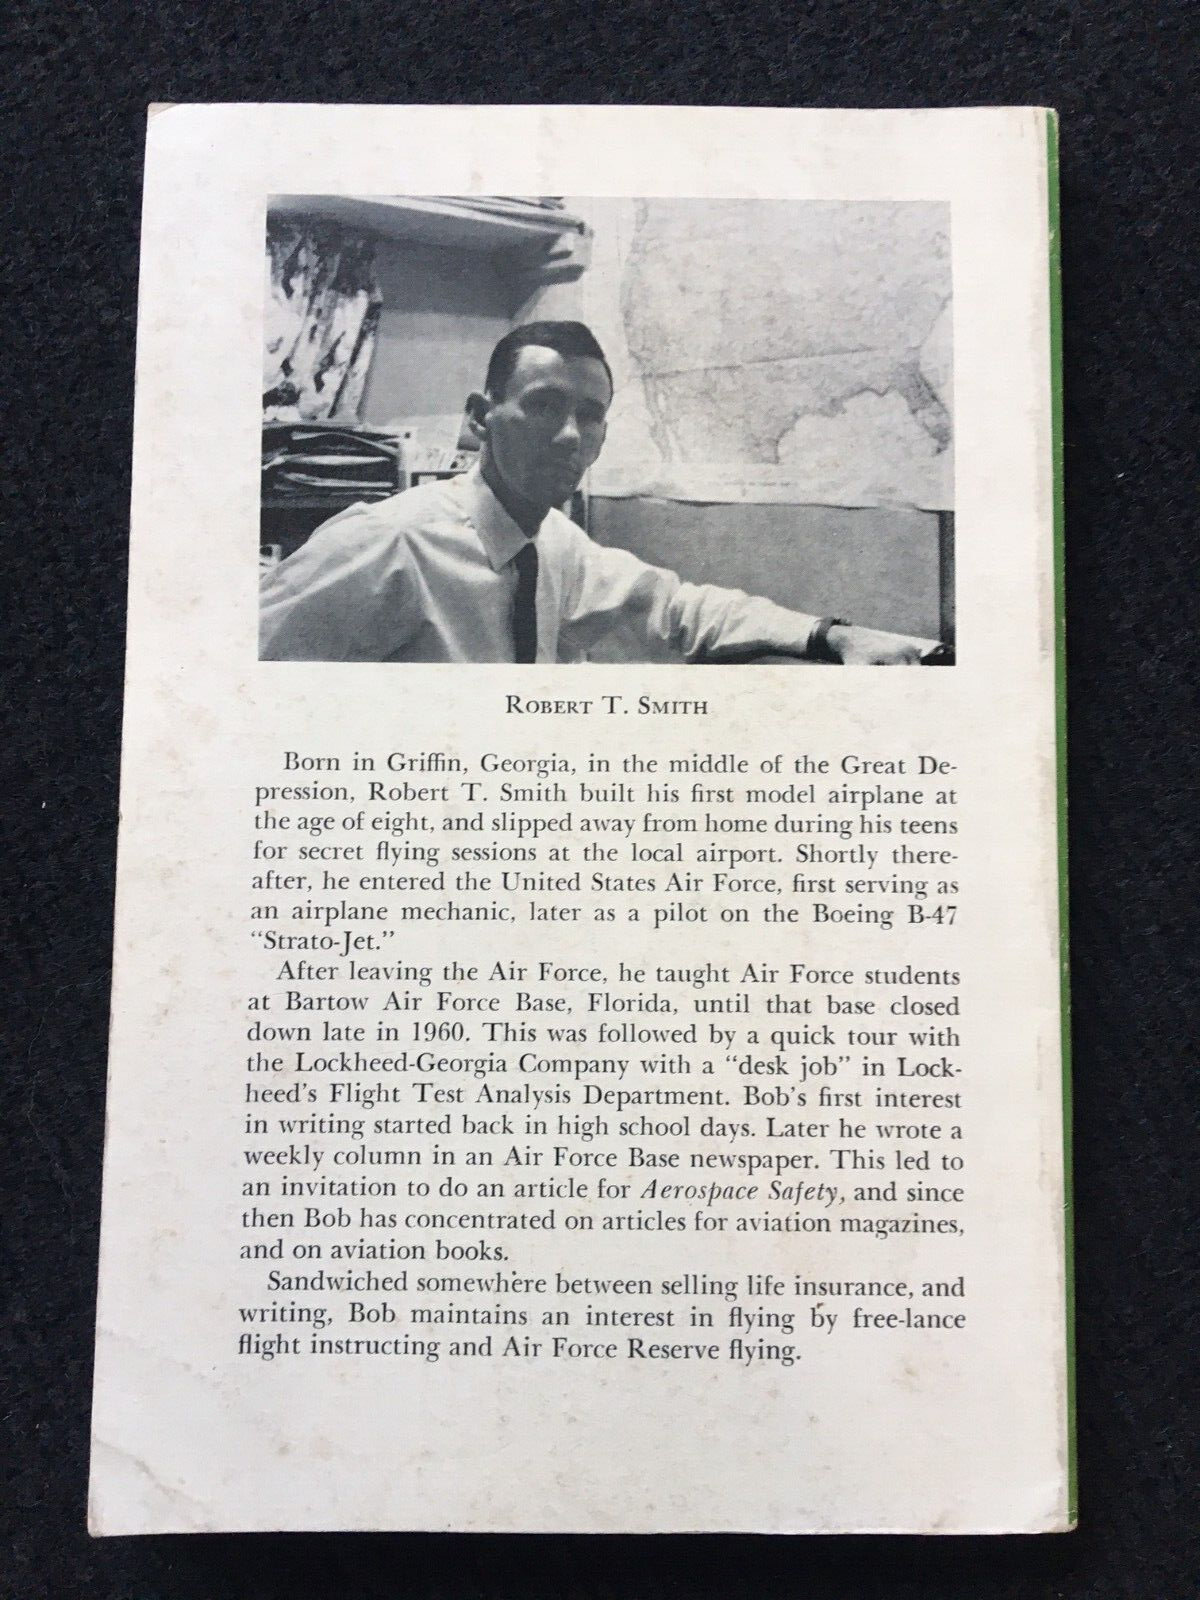 ROBERT T. SMITH
Born in Griffin, Georgia, in the middle of the Great De-
pression, Robert T. Smith built his first model airplane at
the age of eight, and slipped away from home during his teens
for secret flying sessions at the local airport. Shortly there-
after, he entered the United States Air Force, first serving as
an airplane mechanic, later as a pilot on the Boeing B-47
“Strato-Jet.”
After leaving the Air Force, he taught Air Force students
at Bartow Air Force Base, Florida, until that base closed
down late in 1960. This was followed by a quick tour with
the Lockheed-Georgia Company with a “desk job” in Lock-
heed’s Flight Test Analysis Department. Bob’s first interest
in writing started back in high school days. Later he wrote a
weekly column in an Air Force Base newspaper. This led to
an invitation to do an article for Aerospace Safety, and since
then Bob has concentrated on articles for aviation magazines,
and on aviation books.
Sandwiched somewhere between selling life insurance, and
writing, Bob maintains an interest in flying by free-lance
flight instructing and Air Force Reserve flying.